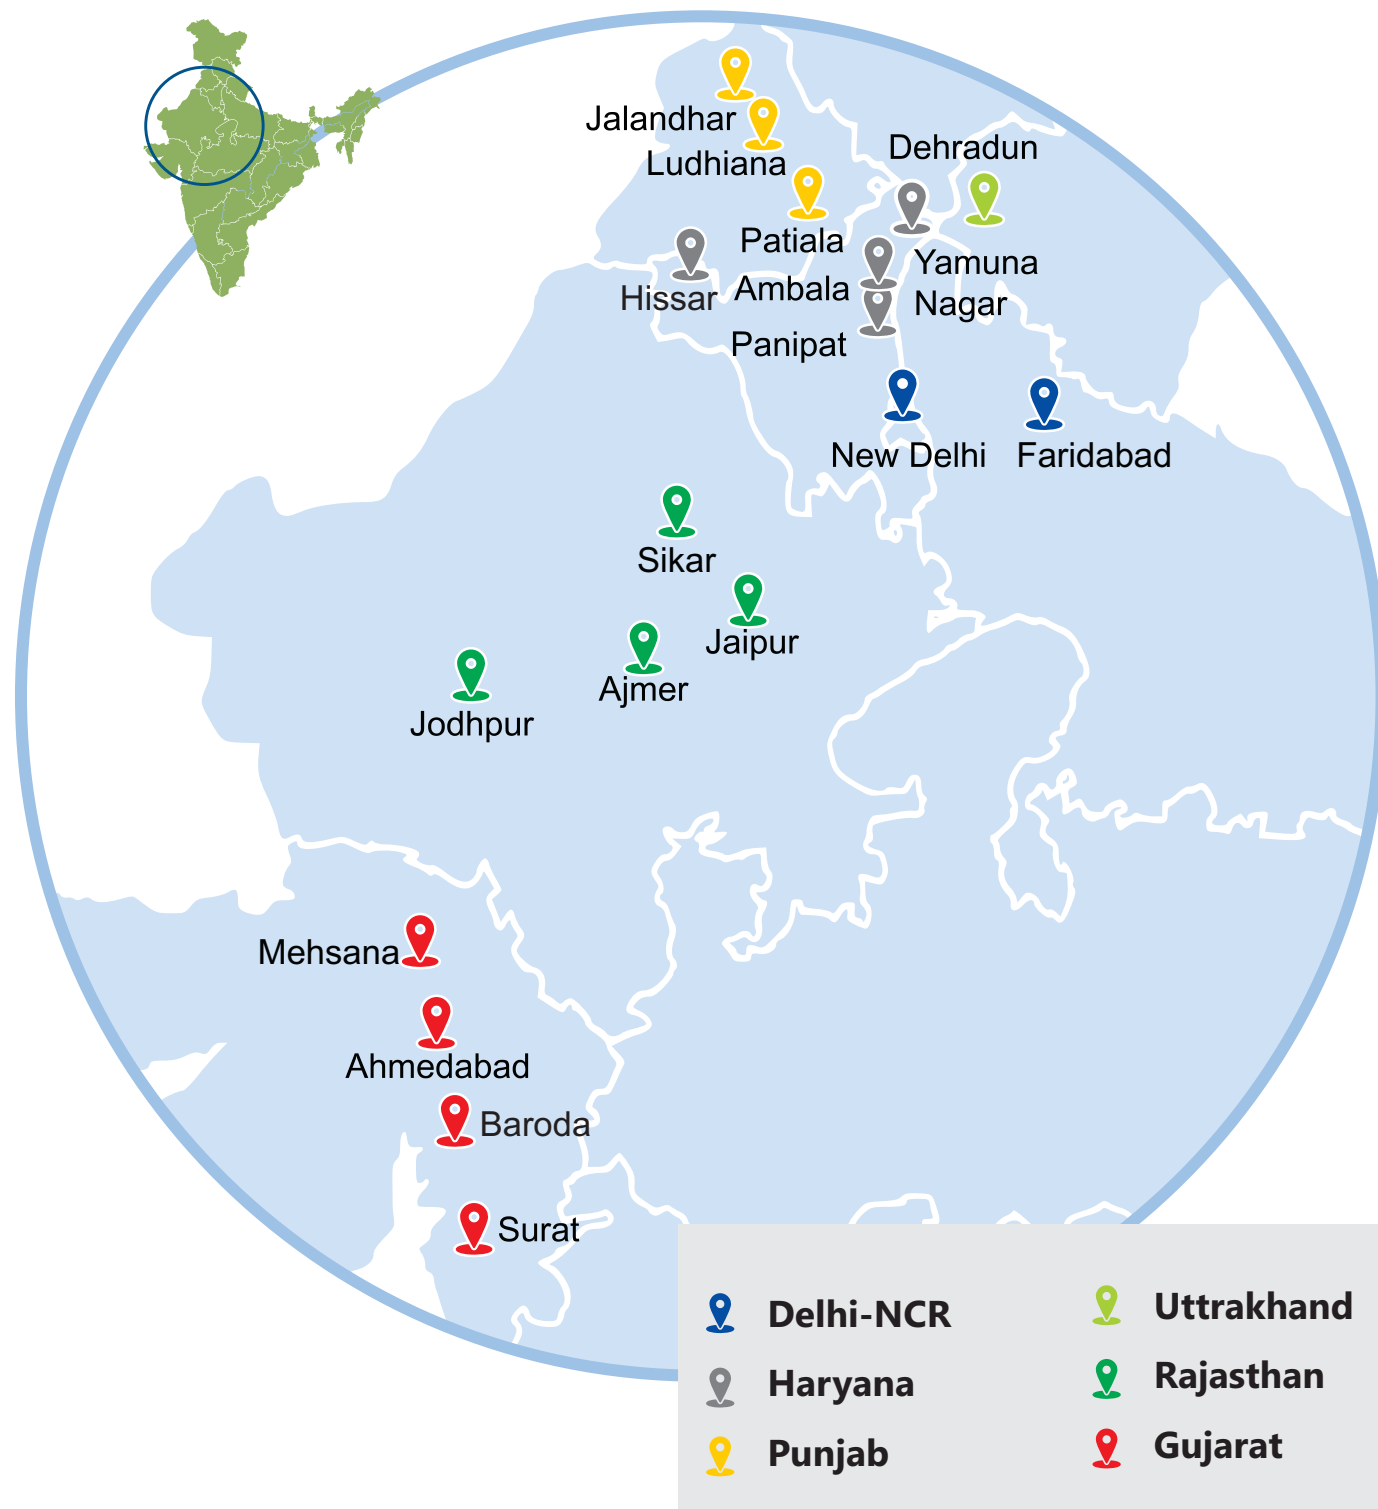 Jalandhar
Ludhiana
Dehradun
Patiala
Yamuna
Nagar
Hissar
Ambala
Panipat
New Delhi
Faridabad
Sikar
Jaipur
Ajmer
Jodhpur
Mehsana
Ahmedabad
Baroda
Surat
Delhi-NCR
Haryana
Punjab
Uttrakhand
Rajasthan
Gujarat